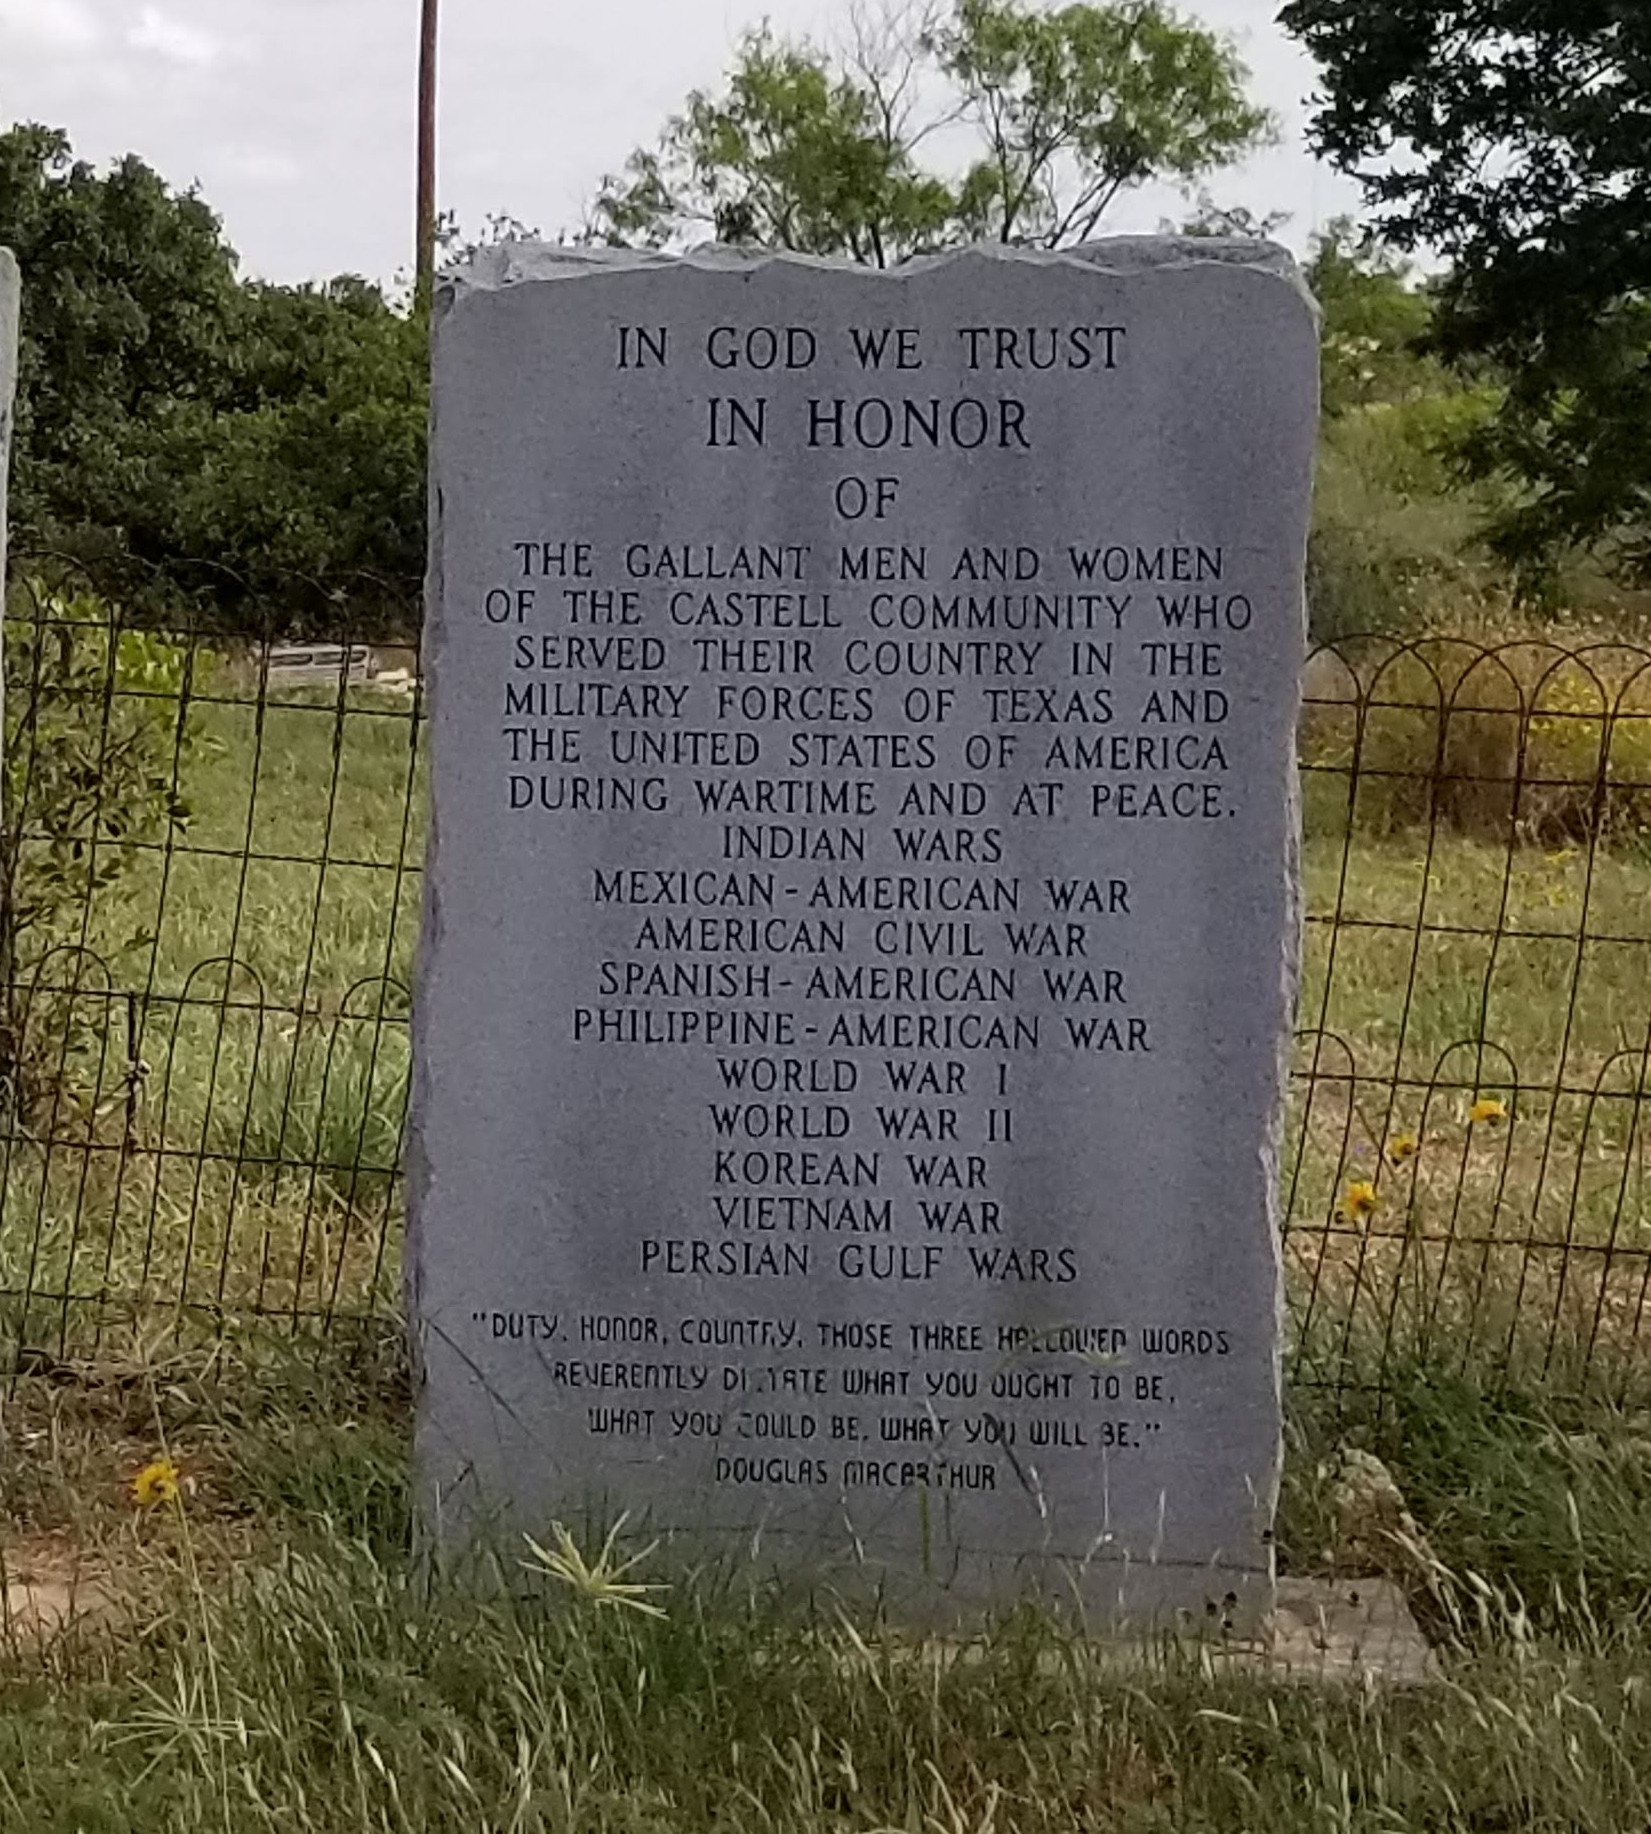 IN GOD WE TRUST
IN HONOR
OF
THE GALLANT MEN AND WOMEN
OF THE CASTELL COMMUNITY WHO
SERVED THEIR COUNTRY IN THE
MILITARY FORCES OF TEXAS AND
THE UNITED STATES OF AMERICA
DURING WARTIME AND AT PEACE.
INDIAN WARS
MEXICAN-AMERICAN WAR
AMERICAN CIVIL WAR
SPANISH-AMERICAN WAR
PHILIPPINE-AMERICAN WAR
WORLD WAR I
WORLD WAR II
KOREAN WAR
VIETNAM WAR
PERSIAN GULF WARS
"DUTY, HONOR, COUNTRY, THOSE THREE HALLOWED WORDS
REVERENTLY DICTATE WHAT YOU OUGHT TO BE,
WHAT YOU COULD BE, WHAT YOU WILL BE."
DOUGLAS MACARTHUR